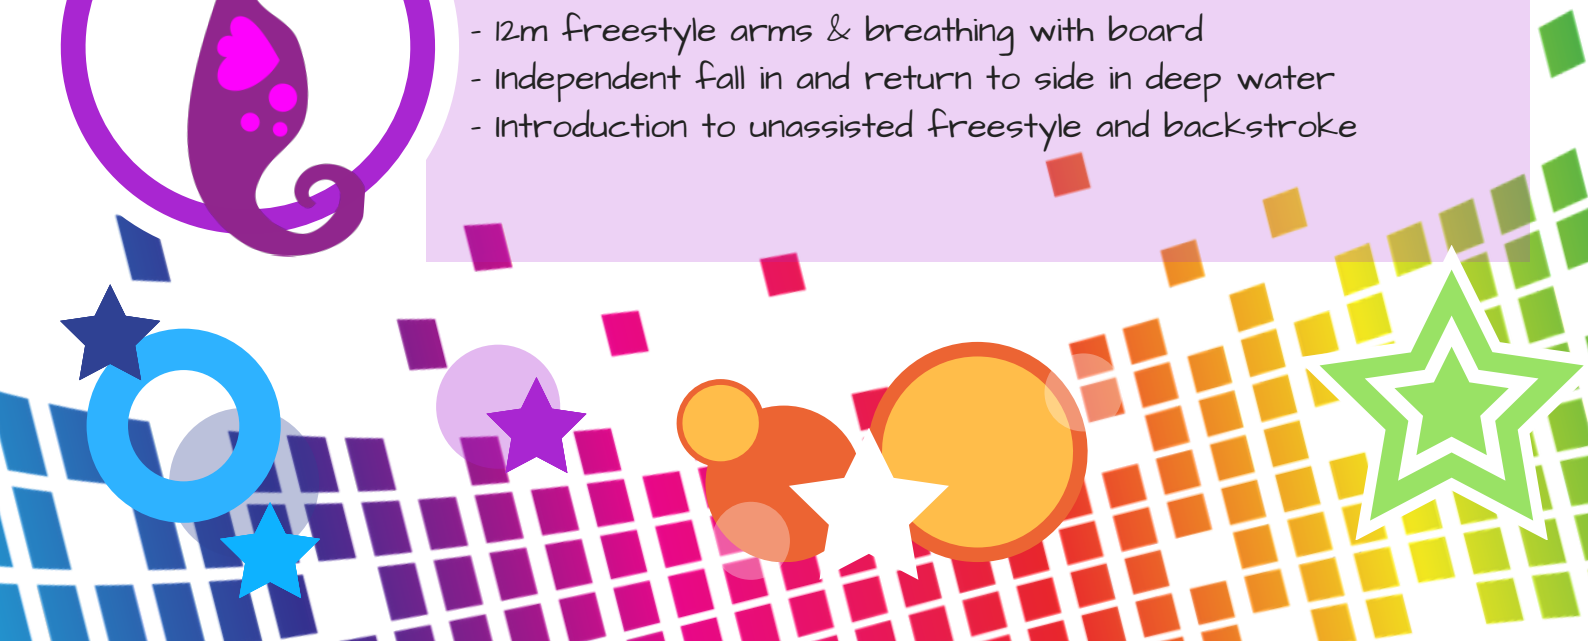 - 12m freestyle arms & breathing with board
- Independent fall in and return to side in deep water
- Introduction to unassisted freestyle and backstroke